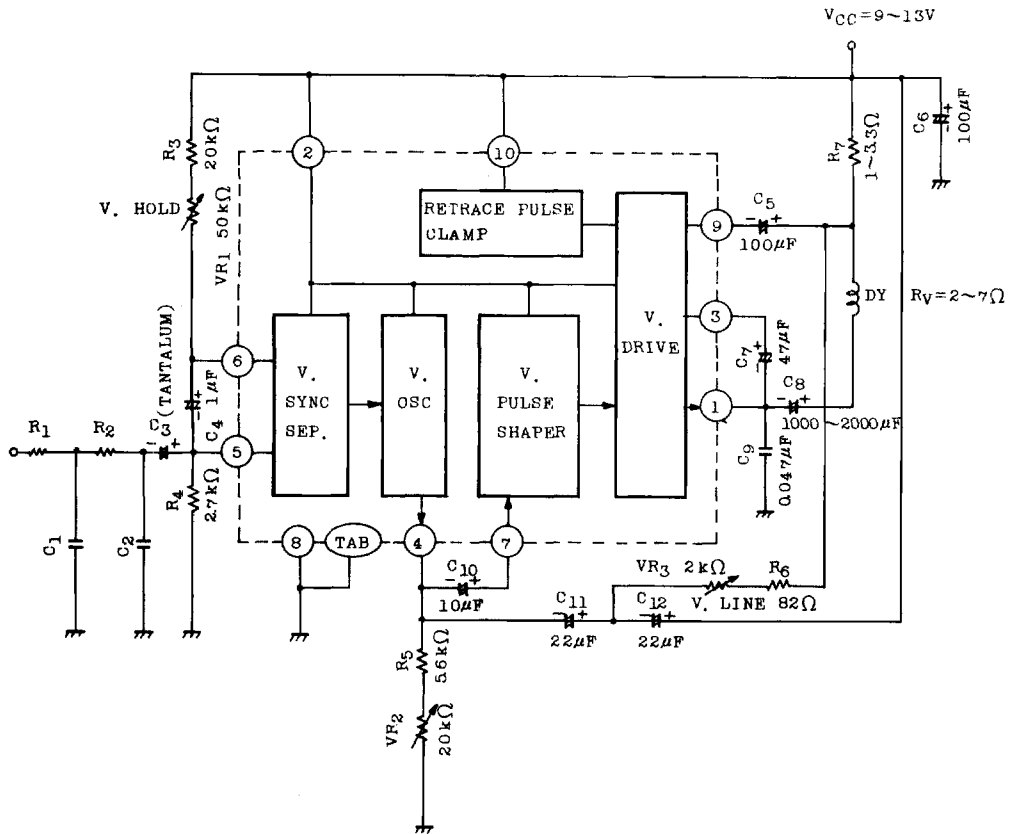 VCC=9~13V
R3
20kΩ
V. HOLD
VR1 50kΩ
2
10
RETRACE PULSE
CLAMP
9
C5
- +
100μF
R7
1~3.3Ω
C6
- +
100μF
DY
RV=2~7Ω
V.
DRIVE
3
C7
- +
47μF
1
C8
- +
1000~2000μF
C9
0.047μF
6
1μF
- +
C4
5
V.
SYNC
SEP.
V.
OSC
V.
PULSE
SHAPER
R1
R2
C3 (TANTALUM)
- +
R4
2.7kΩ
C1
C2
8
TAB
4
7
C10
- +
10μF
VR3 2kΩ
R6
V. LINE 82Ω
C11
- +
22μF
C12
- +
22μF
R5
5.6kΩ
VR2
20kΩ